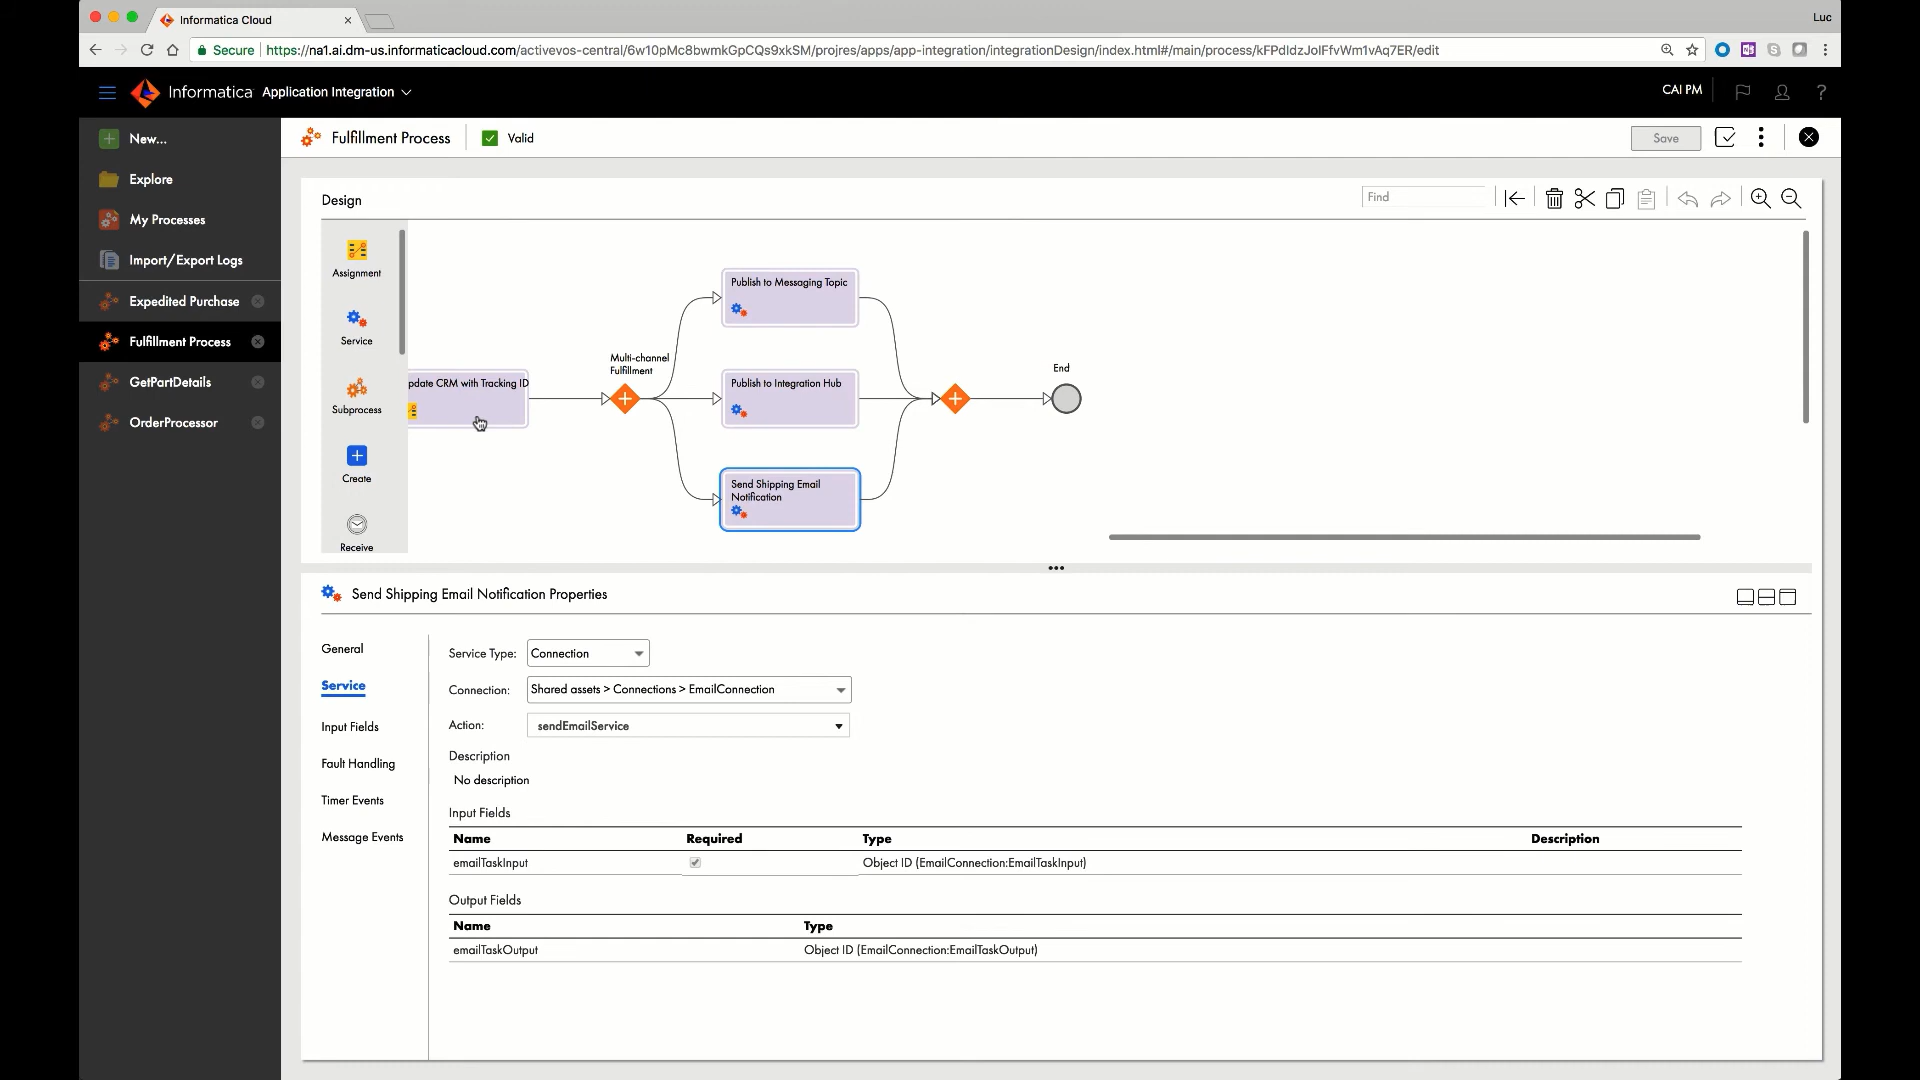 Informatica Cloud
Luc
Secure
https://na1.ai.dm-us.informaticacloud.com/activevos-central/6w10pMc8bwmkGpCQs9xkSM/projres/apps/app-integration/integrationDesign/index.html#/main/process/kFPdIdzJolFfvWm1vAq7ER/edit
Informatica Application Integration
CAI PM
New...
Explore
My Processes
Import/Export Logs
Expedited Purchase
Fulfillment Process
GetPartDetails
OrderProcessor
Fulfillment Process
Valid
Save
Design
Find
Assignment
Service
Subprocess
Create
Receive
pdate CRM with Tracking ID
Multi-channel
Fulfillment
Publish to Messaging Topic
Publish to Integration Hub
Send Shipping Email
Notification
End
Send Shipping Email Notification Properties
General
Service
Input Fields
Fault Handling
Timer Events
Message Events
Service Type: Connection
Connection: Shared assets > Connections > EmailConnection
Action: sendEmailService
Description
No description
Input Fields
Name Required Type Description
emailTaskInput Object ID (EmailConnection:EmailTaskInput)
Output Fields
Name Type
emailTaskOutput Object ID (EmailConnection:EmailTaskOutput)